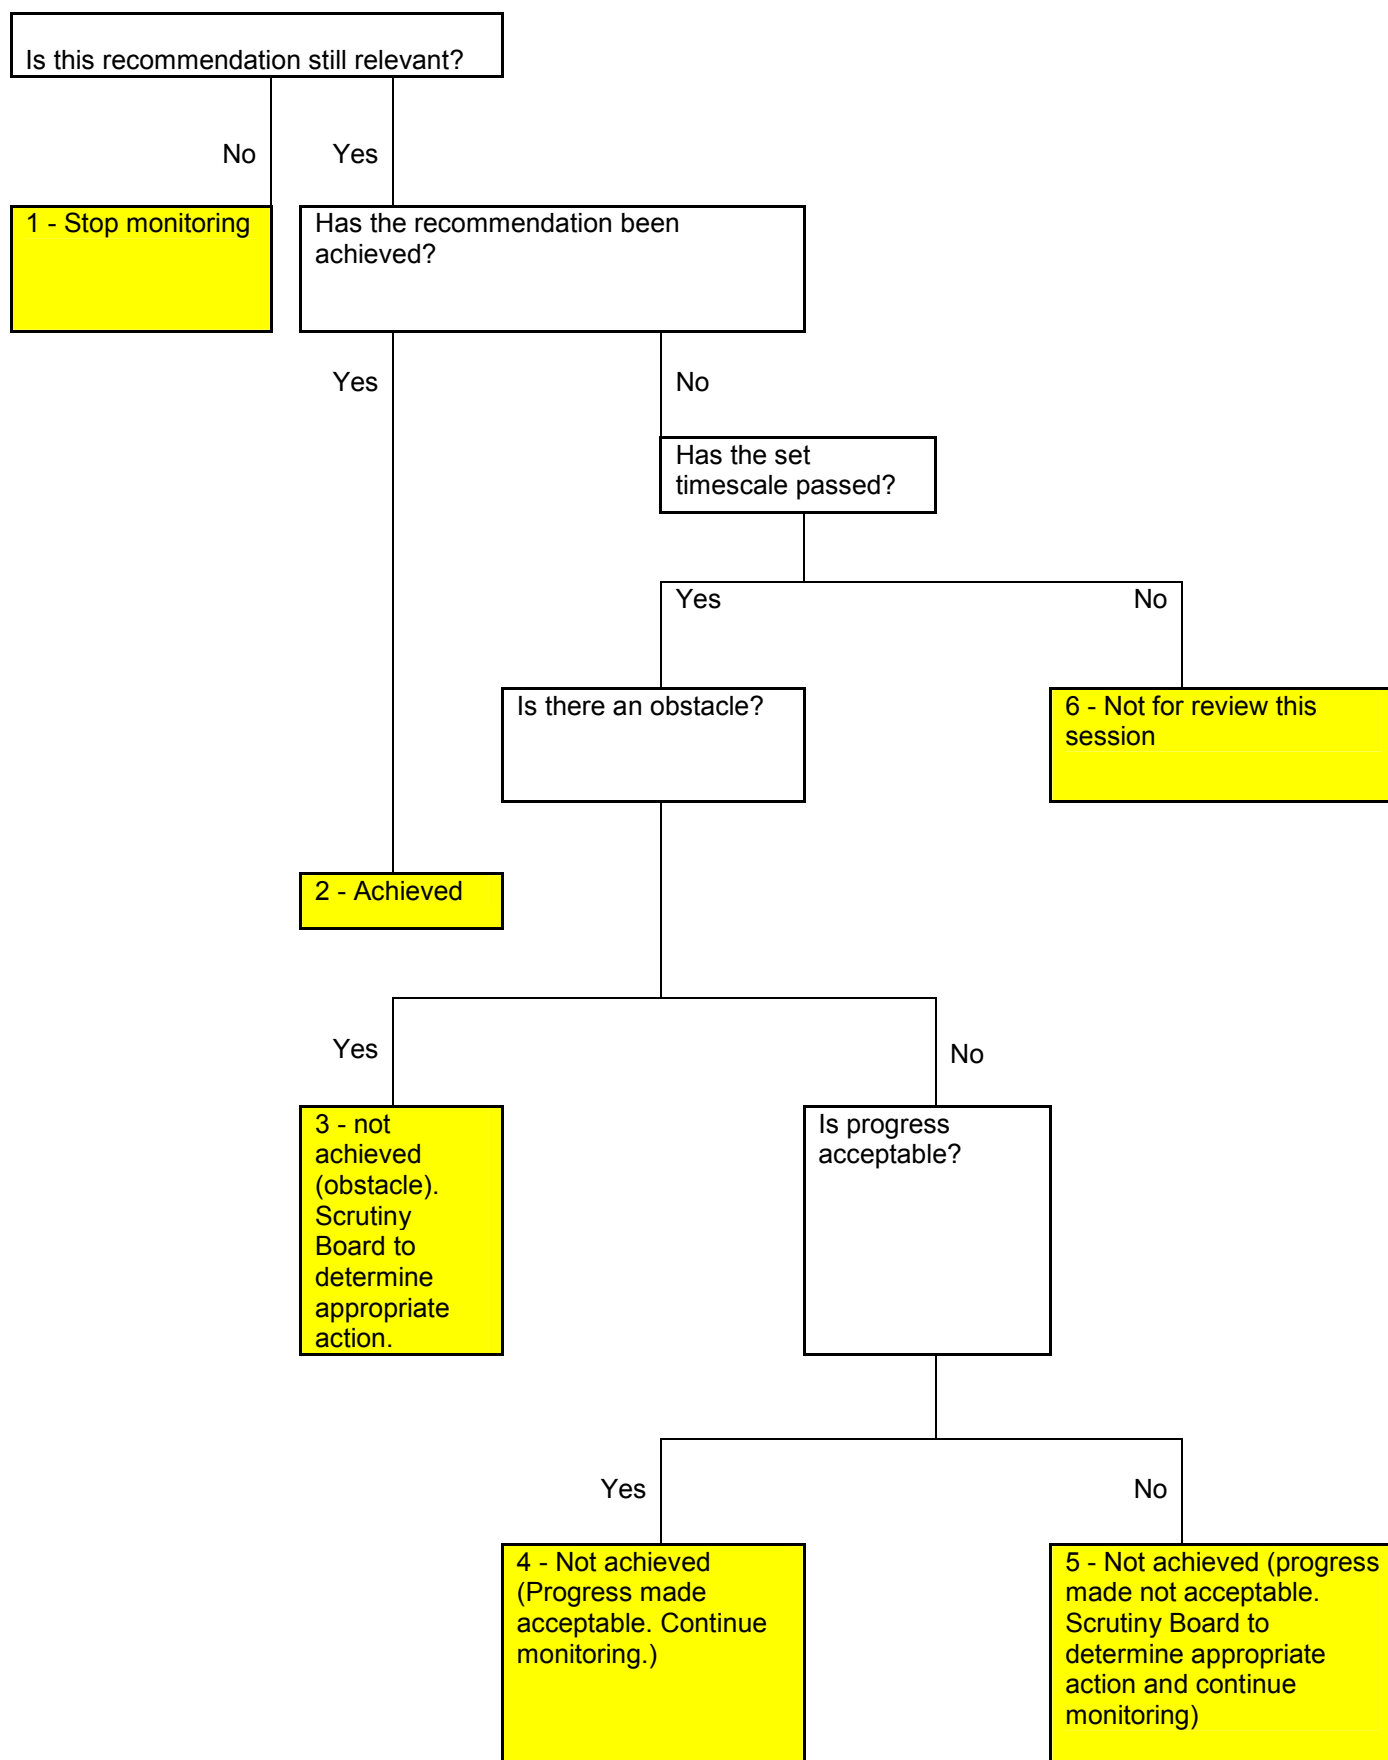 Is this recommendation still relevant?
No
Yes
1 - Stop monitoring
Has the recommendation been
achieved?
Yes
No
Has the set
timescale passed?
Yes
No
Is there an obstacle?
6 - Not for review this
session
2 - Achieved
Yes
No
3 - not
achieved
(obstacle).
Scrutiny
Board to
determine
appropriate
action.
Is progress
acceptable?
Yes
No
4 - Not achieved
(Progress made
acceptable. Continue
monitoring.)
5 - Not achieved (progress
made not acceptable.
Scrutiny Board to
determine appropriate
action and continue
monitoring)